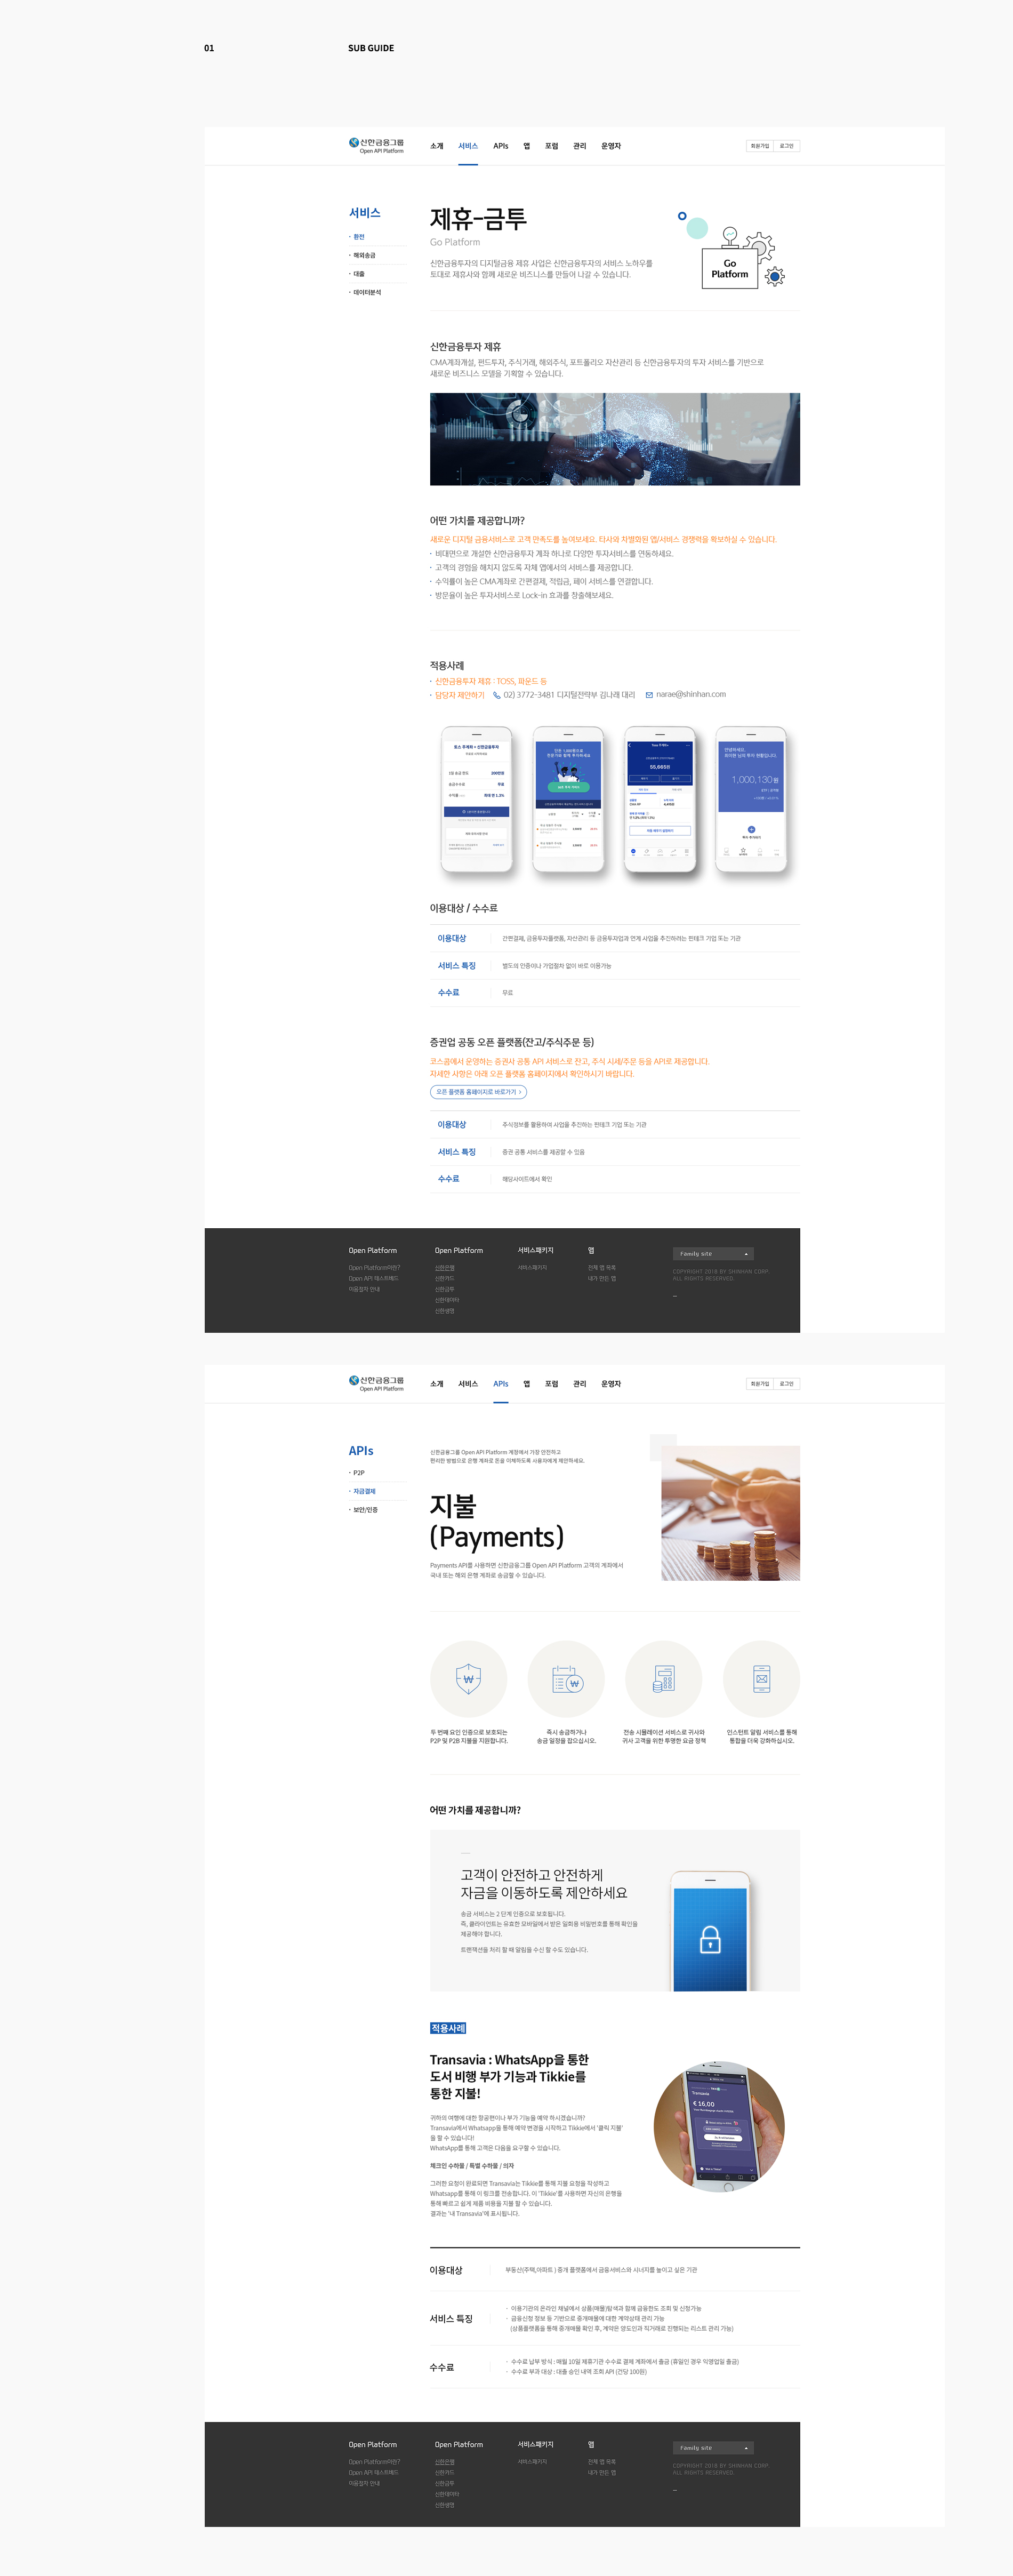 01
SUB GUIDE
신한금융그룹
Open API Platform
소개 서비스 APIs 앱 포럼 관리 운영자
회원가입 로그인
서비스
· 환전
· 해외송금
· 대출
· 데이터분석
제휴-금투
Go Platform
신한금융투자의 디지털금융 제휴 사업은 신한금융투자의 서비스 노하우를
토대로 제휴사와 함께 새로운 비즈니스를 만들어 나갈 수 있습니다.
Go
Platform
신한금융투자 제휴
CMA계좌개설, 펀드투자, 주식거래, 해외주식, 포트폴리오 자산관리 등 신한금융투자의 투자 서비스를 기반으로
새로운 비즈니스 모델을 기획할 수 있습니다.
어떤 가치를 제공합니까?
새로운 디지털 금융서비스로 고객 만족도를 높여보세요. 타사와 차별화된 앱/서비스 경쟁력을 확보하실 수 있습니다.
· 비대면으로 개설한 신한금융투자 계좌 하나로 다양한 투자서비스를 연동하세요.
· 고객의 경험을 해치지 않도록 자체 앱에서의 서비스를 제공합니다.
· 수익률이 높은 CMA계좌로 간편결제, 적립금, 페이 서비스를 연결합니다.
· 방문율이 높은 투자서비스로 Lock-in 효과를 창출해보세요.
적용사례
· 신한금융투자 제휴 : TOSS, 파운드 등
· 담당자 제안하기 02) 3772-3481 디지털전략부 김나래 대리 narae@shinhan.com
토스 주계좌 × 신한금융투자
200만원
무료
최대 연 1.3%
55,665원
안녕하세요.
1,000,130원
이용대상 / 수수료
이용대상 간편결제, 금융투자플랫폼, 자산관리 등 금융투자업과 연계 사업을 추진하려는 핀테크 기업 또는 기관
서비스 특징 별도의 인증이나 가입절차 없이 바로 이용가능
수수료 무료
증권업 공동 오픈 플랫폼(잔고/주식주문 등)
코스콤에서 운영하는 증권사 공통 API 서비스로 잔고, 주식 시세/주문 등을 API로 제공합니다.
자세한 사항은 아래 오픈 플랫폼 홈페이지에서 확인하시기 바랍니다.
오픈 플랫폼 홈페이지로 바로가기 >
이용대상 주식정보를 활용하여 사업을 추진하는 핀테크 기업 또는 기관
서비스 특징 증권 공통 서비스를 제공할 수 있음
수수료 해당사이트에서 확인
Open Platform Open Platform 서비스패키지 앱 Family site
Open Platform이란? 신한은행 서비스패키지 전체 앱 목록
Open API 테스트베드 신한카드 내가 만든 앱
이용절차 안내 신한금투
신한데이터
신한생명
COPYRIGHT 2018 BY SHINHAN CORP.
ALL RIGHTS RESERVED.
신한금융그룹
Open API Platform
소개 서비스 APIs 앱 포럼 관리 운영자
회원가입 로그인
APIs
· P2P
· 자금결제
· 보안/인증
신한금융그룹 Open API Platform 계정에서 가장 안전하고
편리한 방법으로 은행 계좌로 돈을 이체하도록 사용자에게 제안하세요.
지불
(Payments)
Payments API를 사용하면 신한금융그룹 Open API Platform 고객의 계좌에서
국내 또는 해외 은행 계좌로 송금할 수 있습니다.
두 번째 요안 인증으로 보호되는
P2P 및 P2B 지불을 지원합니다.
즉시 송금하거나
송금 일정을 잡으십시오.
전송 시뮬레이션 서비스로 귀사와
귀사 고객을 위한 투명한 요금 정책
인스턴트 알림 서비스를 통해
통합을 더욱 강화하십시오.
어떤 가치를 제공합니까?
고객이 안전하고 안전하게
자금을 이동하도록 제안하세요
송금 서비스는 2 단계 인증으로 보호됩니다.
즉, 클라이언트는 유효한 모바일에서 받은 일회용 비밀번호를 통해 확인을
제공해야 합니다.
트랜잭션을 처리 할 때 알림을 수신 할 수도 있습니다.
적용사례
Transavia : WhatsApp을 통한
도서 비행 부가 기능과 Tikkie를
통한 지불!
귀하의 여행에 대한 항공편이나 부가 기능을 예약 하시겠습니까?
Transavia에서 Whatsapp을 통해 예약 변경을 시작하고 Tikkie에서 '클릭 지불'
을 할 수 있습니다!
WhatsApp를 통해 고객은 다음을 요구할 수 있습니다.
체크인 수하물 / 특별 수하물 / 의자
그러한 요청이 완료되면 Transavia는 Tikkie를 통해 지불 요청을 작성하고
Whatsapp를 통해 이 링크를 전송합니다. 이 'Tikkie'를 사용하면 자신의 은행을
통해 빠르고 쉽게 제품 비용을 지불 할 수 있습니다.
결과는 '내 Transavia'에 표시됩니다.
Transavia
€ 16,00
이용대상 부동산(주택,아파트 ) 중개 플랫폼에서 금융서비스와 시너지를 높이고 싶은 기관
서비스 특징
· 이용기관의 온라인 채널에서 상품(매물)탐색과 함께 금융한도 조회 및 신청가능
· 금융신청 정보 등 기반으로 중개매물에 대한 계약상태 관리 가능
(상품플랫폼을 통해 중개매물 확인 후, 계약은 양도인과 직거래로 진행되는 리스트 관리 가능)
수수료
· 수수료 납부 방식 : 매월 10일 제휴기관 수수료 결제 계좌에서 출금 (휴일인 경우 익영업일 출금)
· 수수료 부과 대상 : 대출 승인 내역 조회 API (건당 100원)
Open Platform Open Platform 서비스패키지 앱 Family site
Open Platform이란? 신한은행 서비스패키지 전체 앱 목록
Open API 테스트베드 신한카드 내가 만든 앱
이용절차 안내 신한금투
신한데이터
신한생명
COPYRIGHT 2018 BY SHINHAN CORP.
ALL RIGHTS RESERVED.